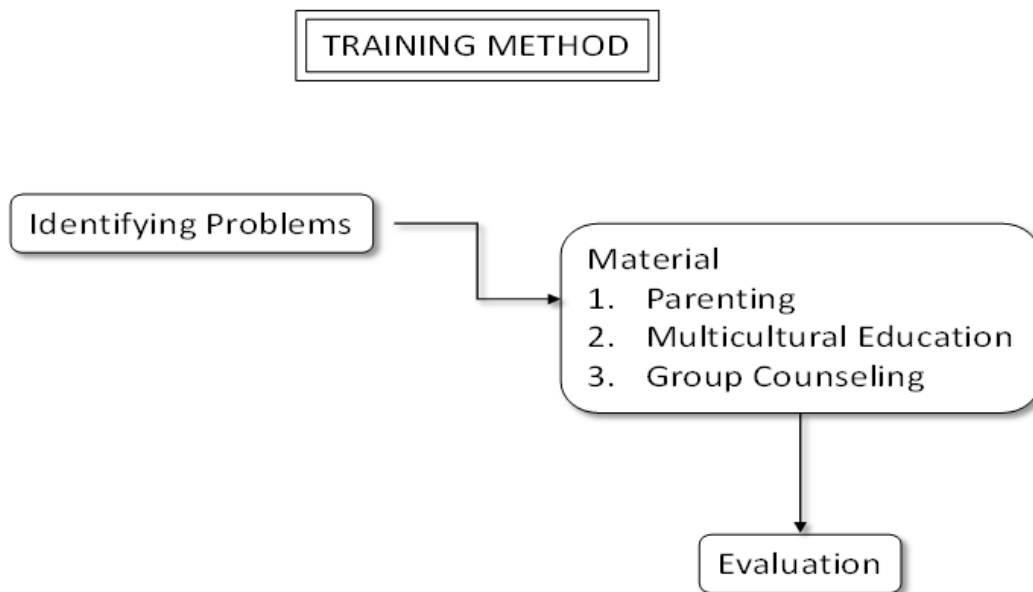 TRAINING METHOD
Identifying Problems
Material
1. Parenting
2. Multicultural Education
3. Group Counseling
Evaluation